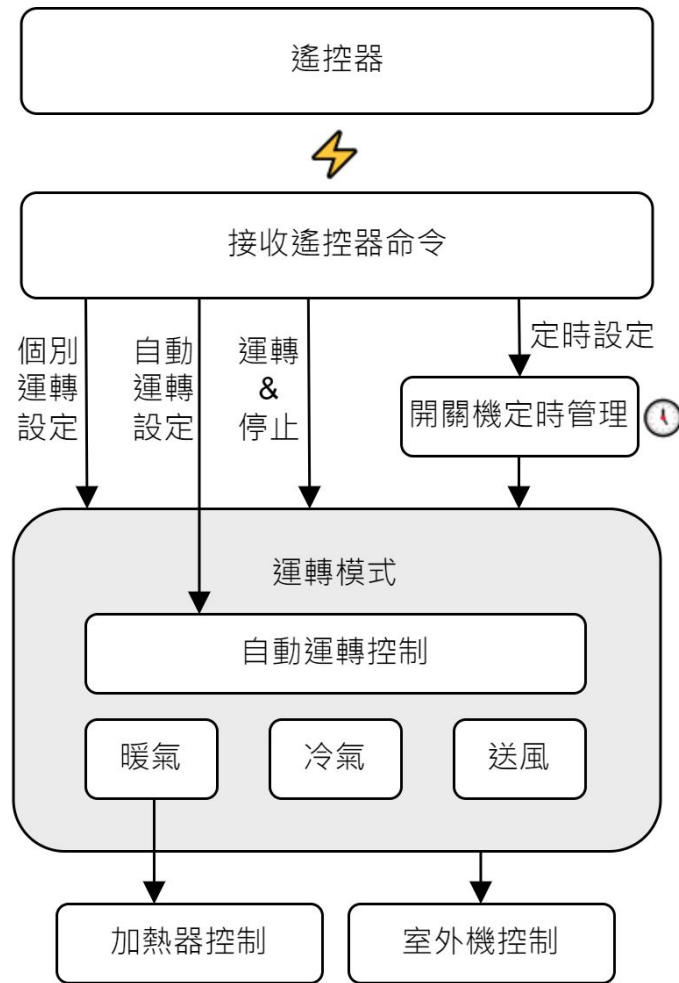 遙控器
接收遙控器命令
個別
運轉
設定
自動
運轉
設定
運轉
&
停止
定時設定
開關機定時管理
運轉模式
自動運轉控制
暖氣
冷氣
送風
加熱器控制
室外機控制